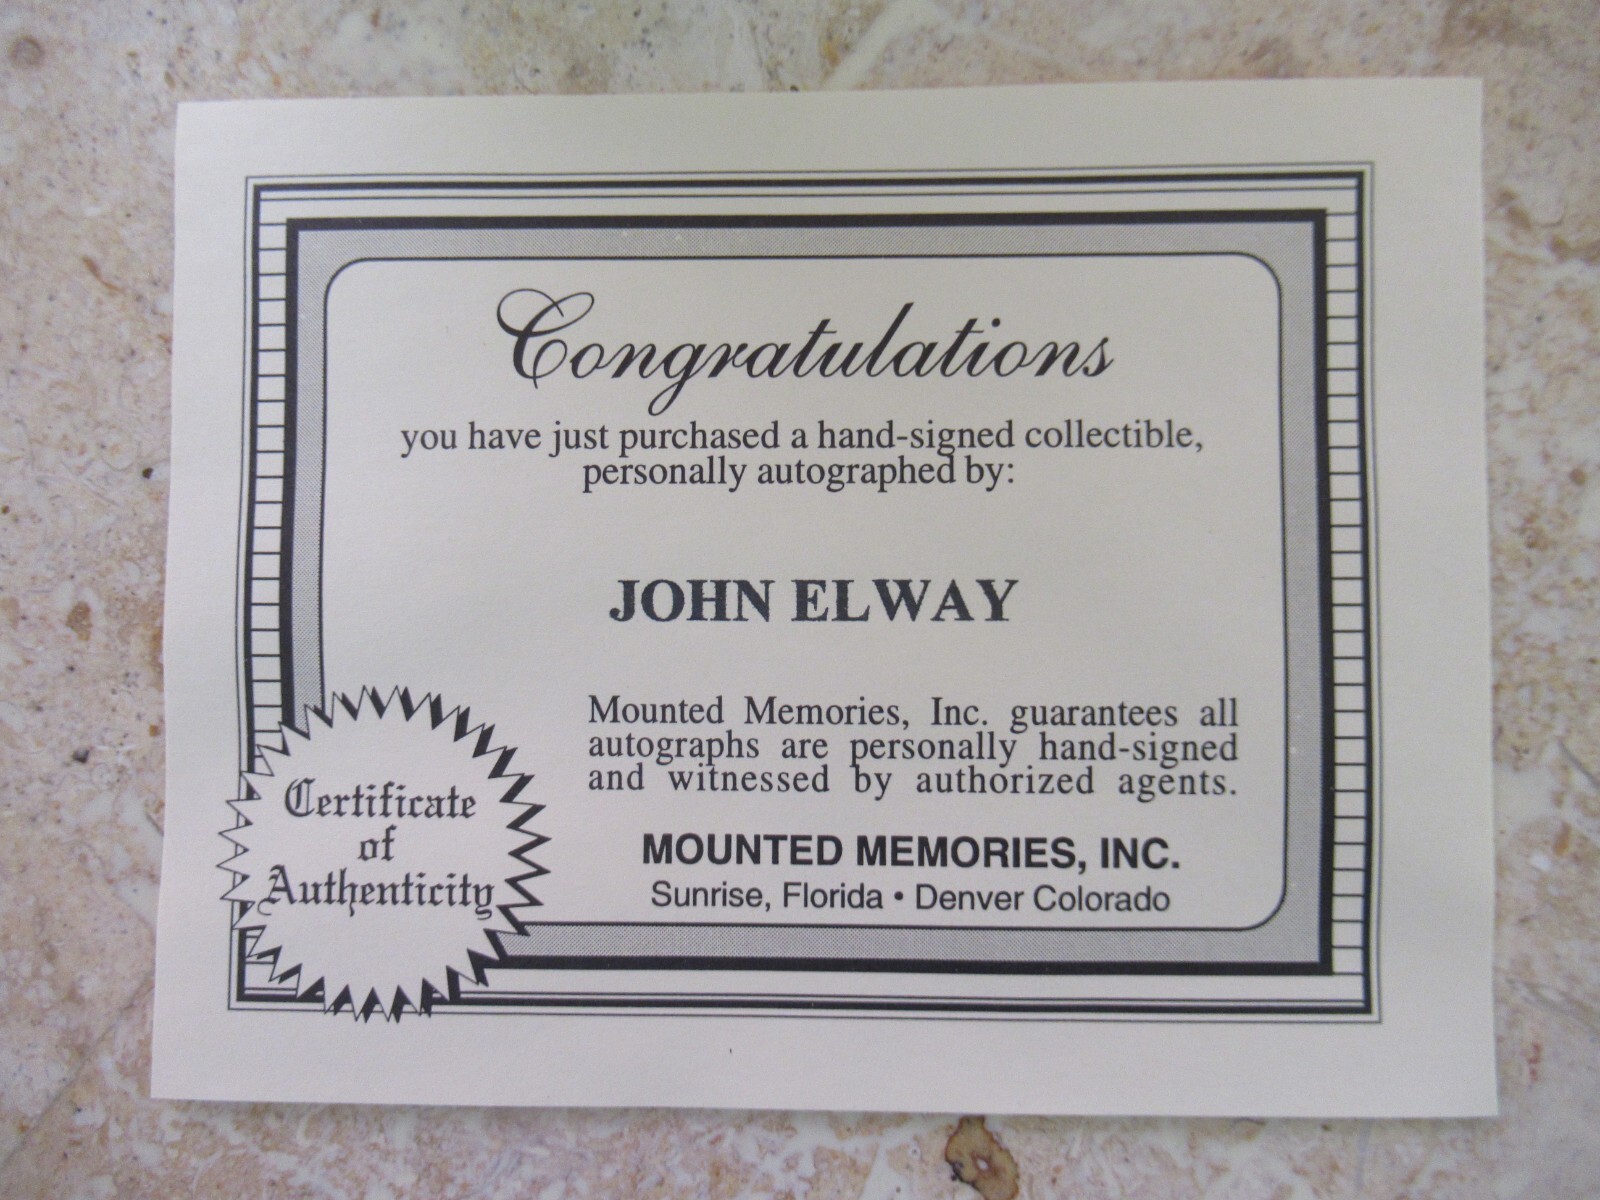 Congratulations
you have just purchased a hand-signed collectible,
personally autographed by:
JOHN ELWAY
Mounted Memories, Inc. guarantees all
autographs are personally hand-signed
and witnessed by authorized agents.
MOUNTED MEMORIES, INC.
Sunrise, Florida • Denver Colorado
Certificate
of
Authenticity